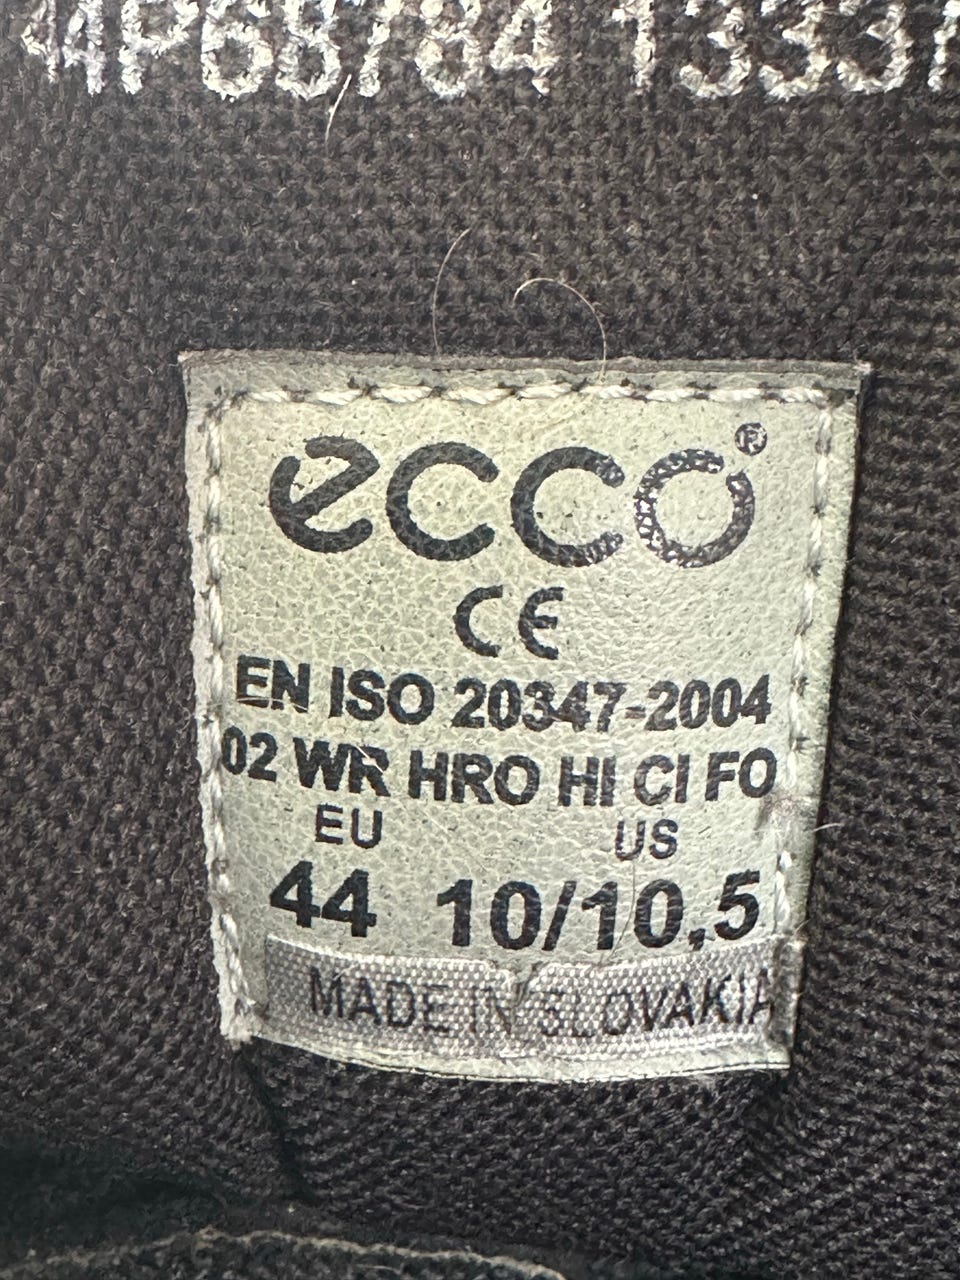 ecco®
CE
EN ISO 20347-2004
02 WR HRO HI CI FO
EU US
44 10/10,5
MADE IN SLOVAKIA